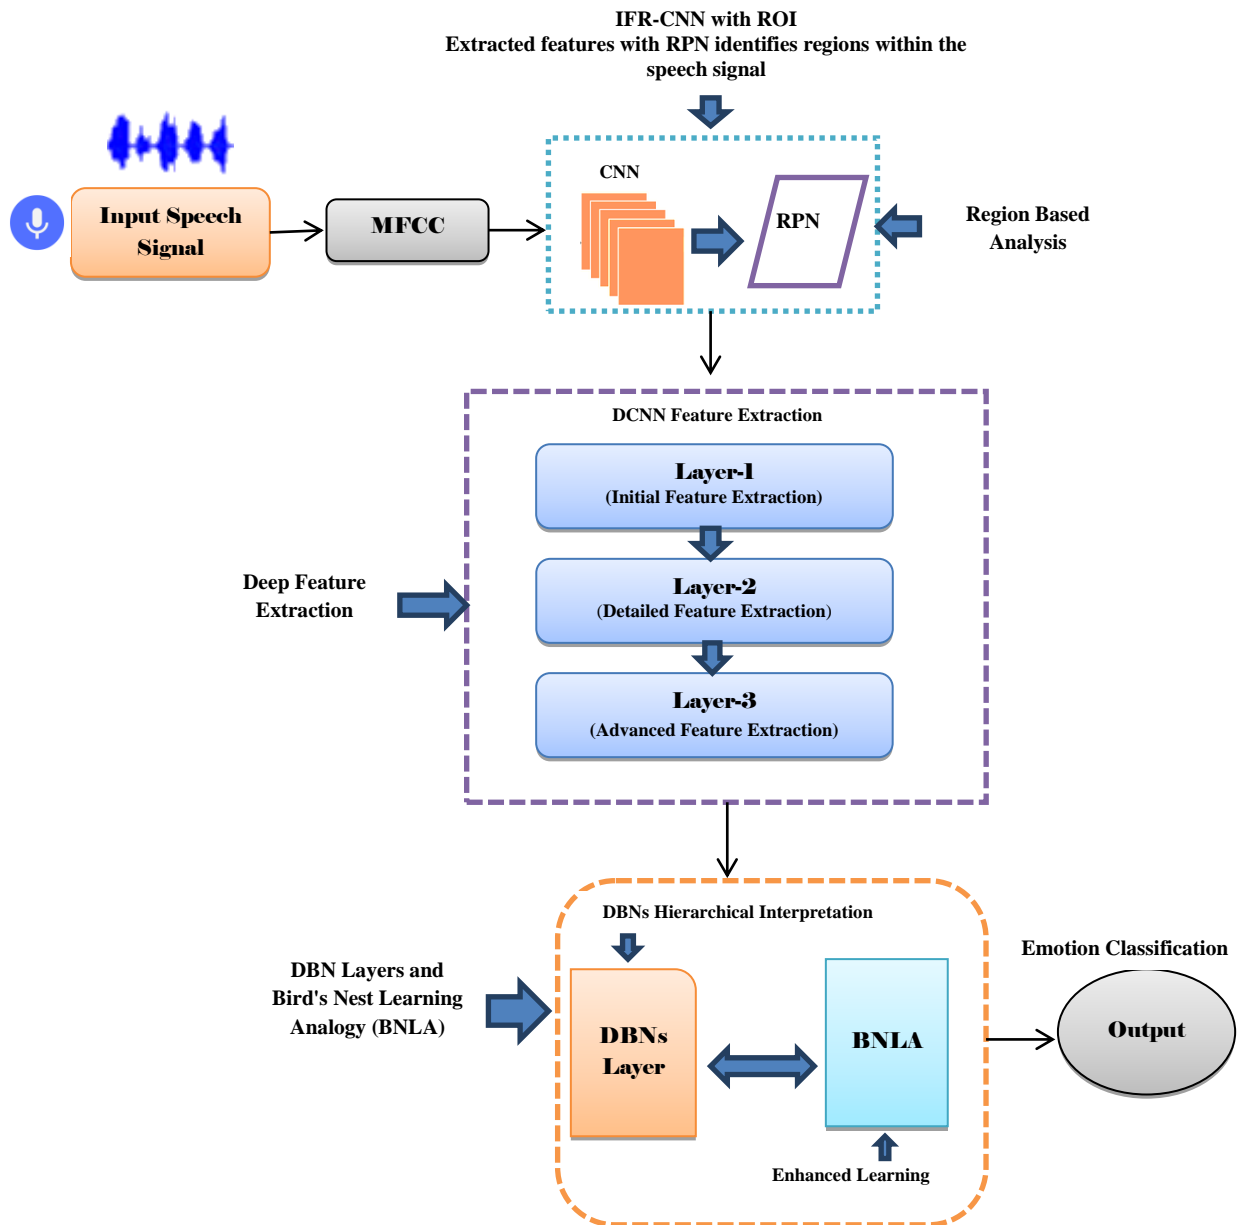 IFR-CNN with ROI
Extracted features with RPN identifies regions within the
speech signal
Input Speech
Signal
MFCC
CNN
RPN
Region Based
Analysis
DCNN Feature Extraction
Layer-1
(Initial Feature Extraction)
Deep Feature
Extraction
Layer-2
(Detailed Feature Extraction)
Layer-3
(Advanced Feature Extraction)
DBNs Hierarchical Interpretation
DBN Layers and
Bird's Nest Learning
Analogy (BNLA)
DBNs
Layer
BNLA
Enhanced Learning
Emotion Classification
Output